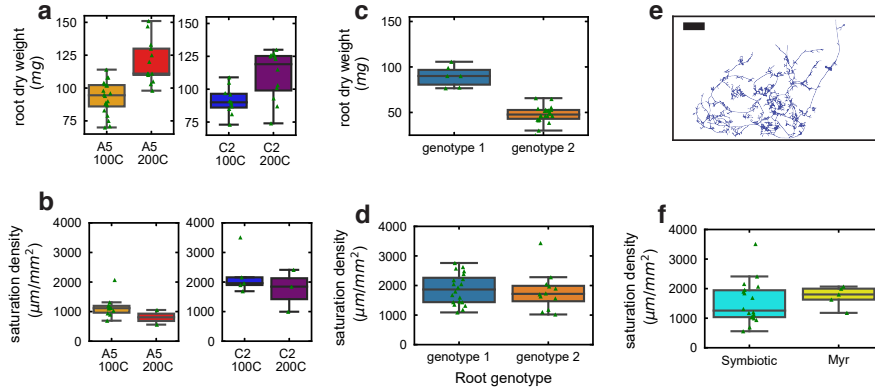 a
root dry weight
(mg)
150
125
100
75
A5
100C
A5
200C
150
125
100
75
C2
100C
C2
200C
c
root dry weight
(mg)
150
100
50
genotype 1
genotype 2
e
b
saturation density
(μm/mm²)
4000
3000
2000
1000
0
A5
100C
A5
200C
4000
3000
2000
1000
0
C2
100C
C2
200C
d
saturation density
(μm/mm²)
4000
3000
2000
1000
0
genotype 1
genotype 2
Root genotype
f
saturation density
(μm/mm²)
4000
3000
2000
1000
0
Symbiotic
Myr